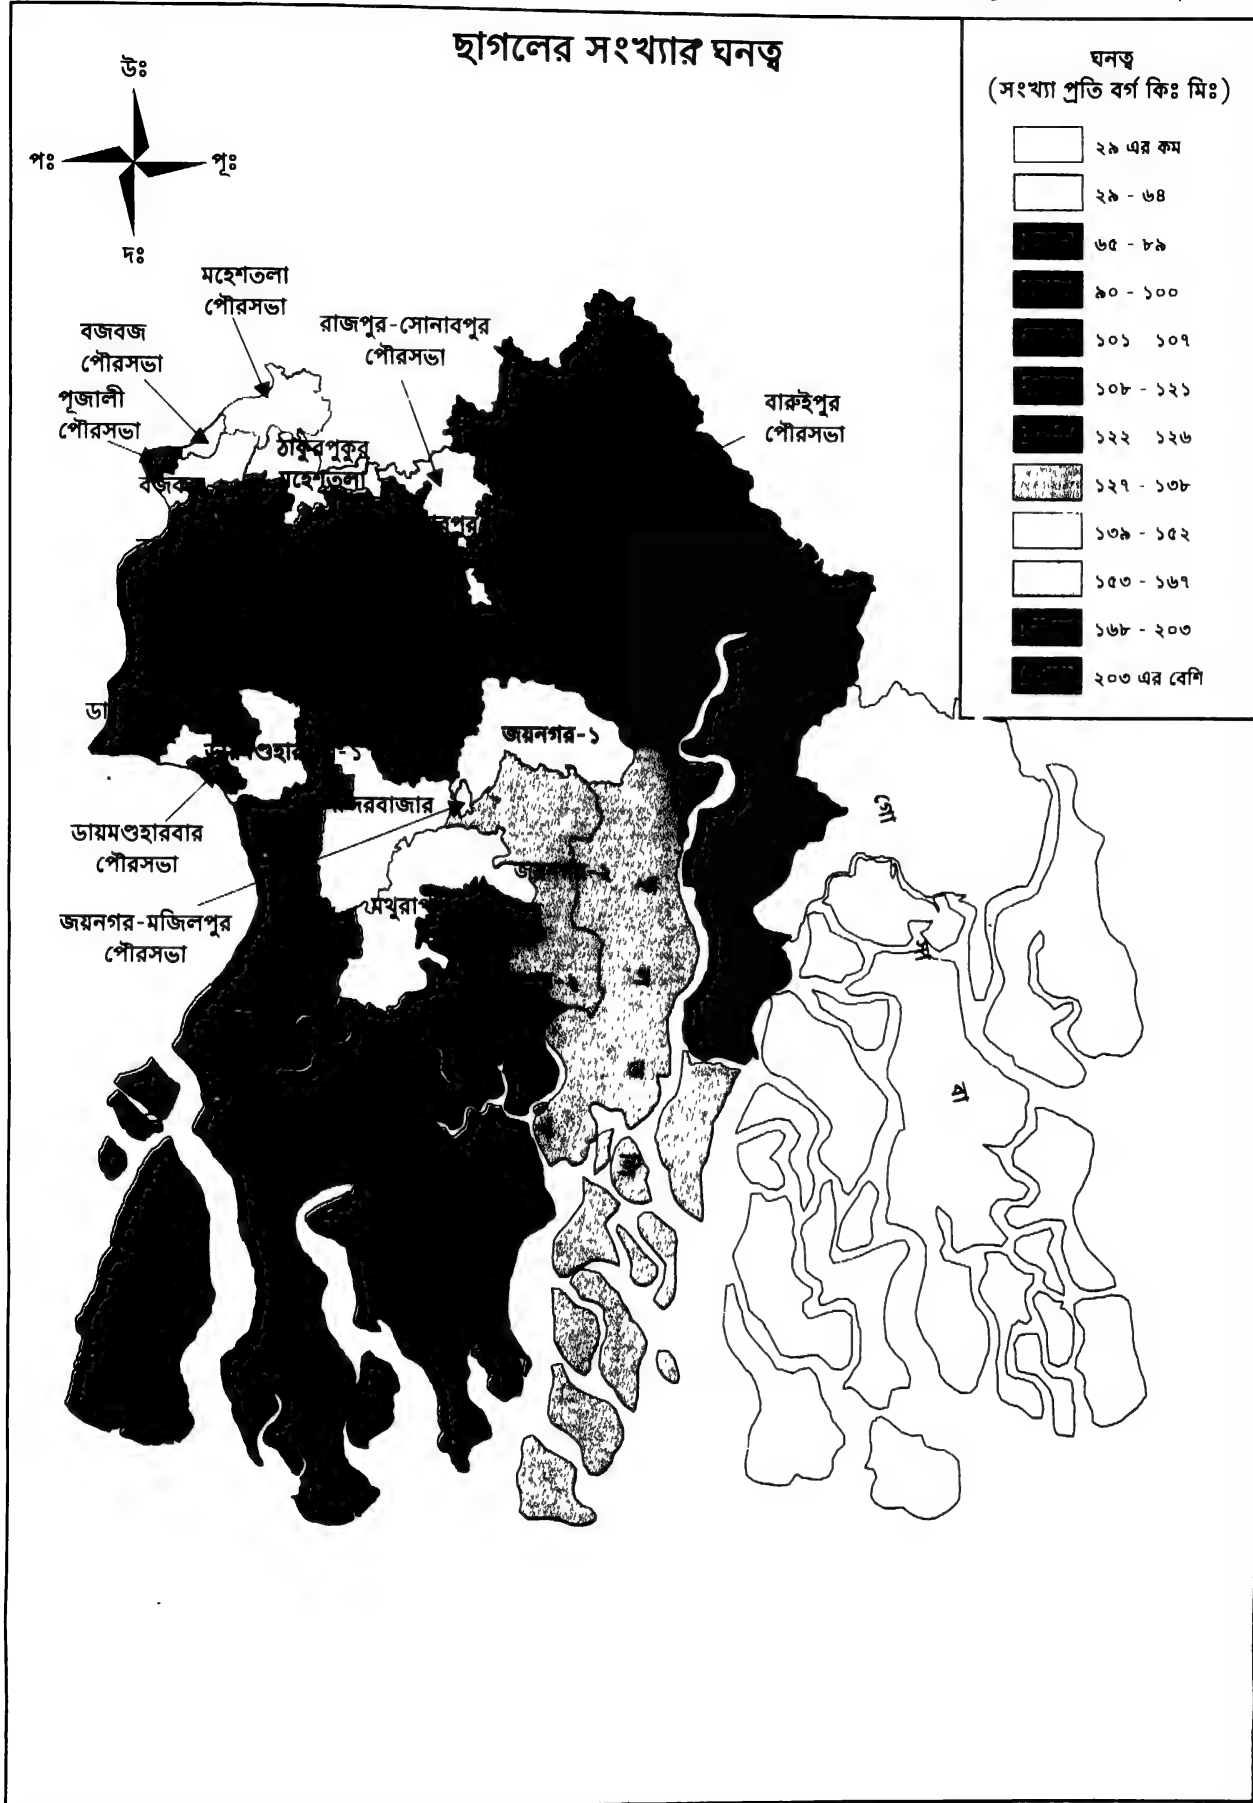 ছাগলের সংখ্যার ঘনত্ব
উঃ
পঃ
পূঃ
দঃ
ঘনত্ব
(সংখ্যা প্রতি বর্গ কিঃ মিঃ)
২৯ এর কম
২৯ - ৬৪
৬৫ - ৮৯
৯০ - ১০০
১০১ ১০৭
১০৮ - ১২১
১২২ ১২৬
১২৭ - ১৩৮
১৩৯ - ১৫২
১৫৩ - ১৬৭
১৬৮ - ২০৩
২০৩ এর বেশি
মহেশতলা
পৌরসভা
রাজপুর-সোনাবপুর
পৌরসভা
বজবজ
পৌরসভা
পূজালী
পৌরসভা
বারুইপুর
পৌরসভা
ঠাকুরপুকুর
মহেশতলা
জয়নগর-১
ডায়মণ্ডহারবার
পৌরসভা
জয়নগর-মজিলপুর
পৌরসভা
গো
সা
বা